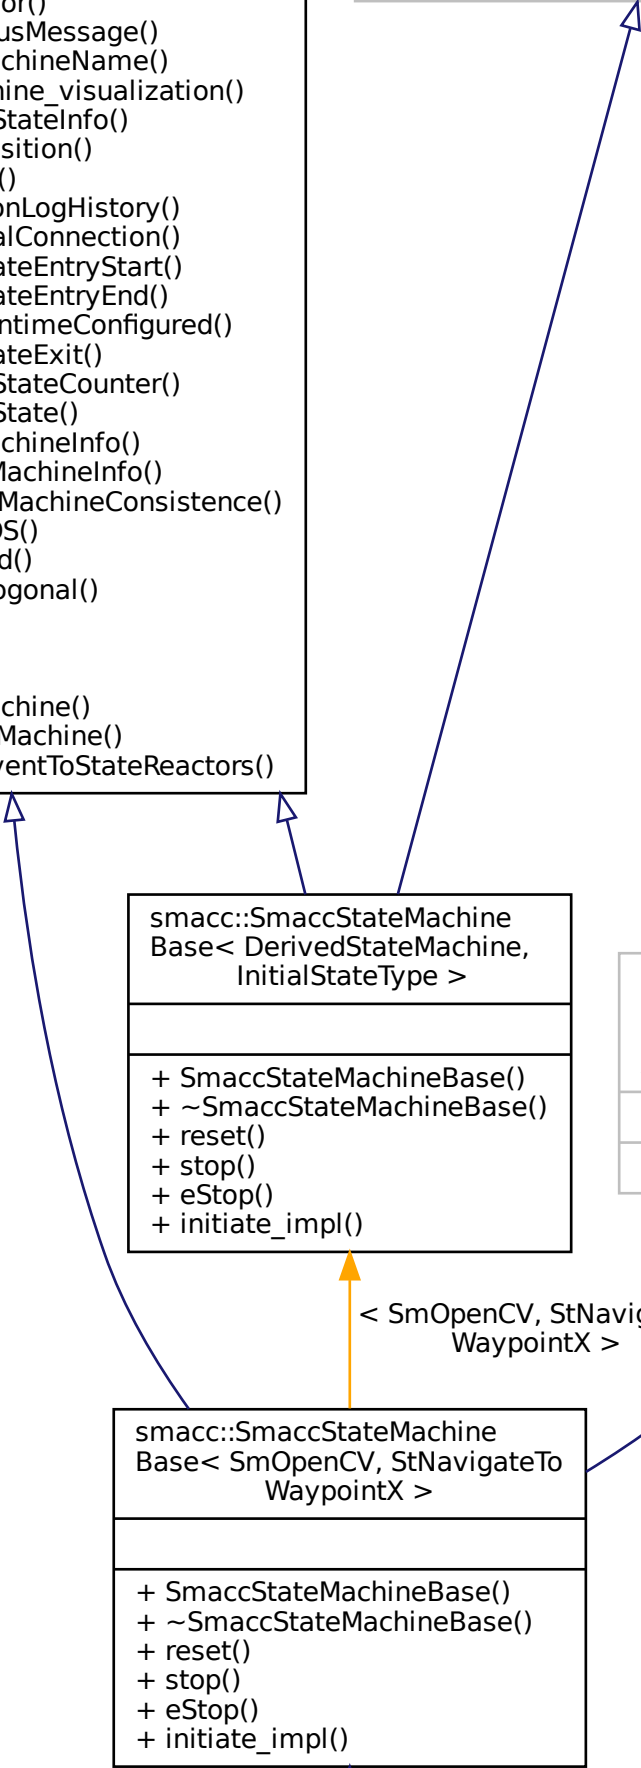 or()
usMessage()
chineName()
nine_visualization()
StateInfo()
sition()
()
onLogHistory()
alConnection()
ateEntryStart()
ateEntryEnd()
ntimeConfigured()
ateExit()
StateCounter()
State()
chineInfo()
MachineInfo()
MachineConsistence()
OS()
d()
ogonal()
chine()
Machine()
ventToStateReactors()
smacc::SmaccStateMachine
Base< DerivedStateMachine,
InitialStateType >
+ SmaccStateMachineBase()
+ ~SmaccStateMachineBase()
+ reset()
+ stop()
+ eStop()
+ initiate_impl()
< SmOpenCV, StNavig
WaypointX >
smacc::SmaccStateMachine
Base< SmOpenCV, StNavigateTo
WaypointX >
+ SmaccStateMachineBase()
+ ~SmaccStateMachineBase()
+ reset()
+ stop()
+ eStop()
+ initiate_impl()